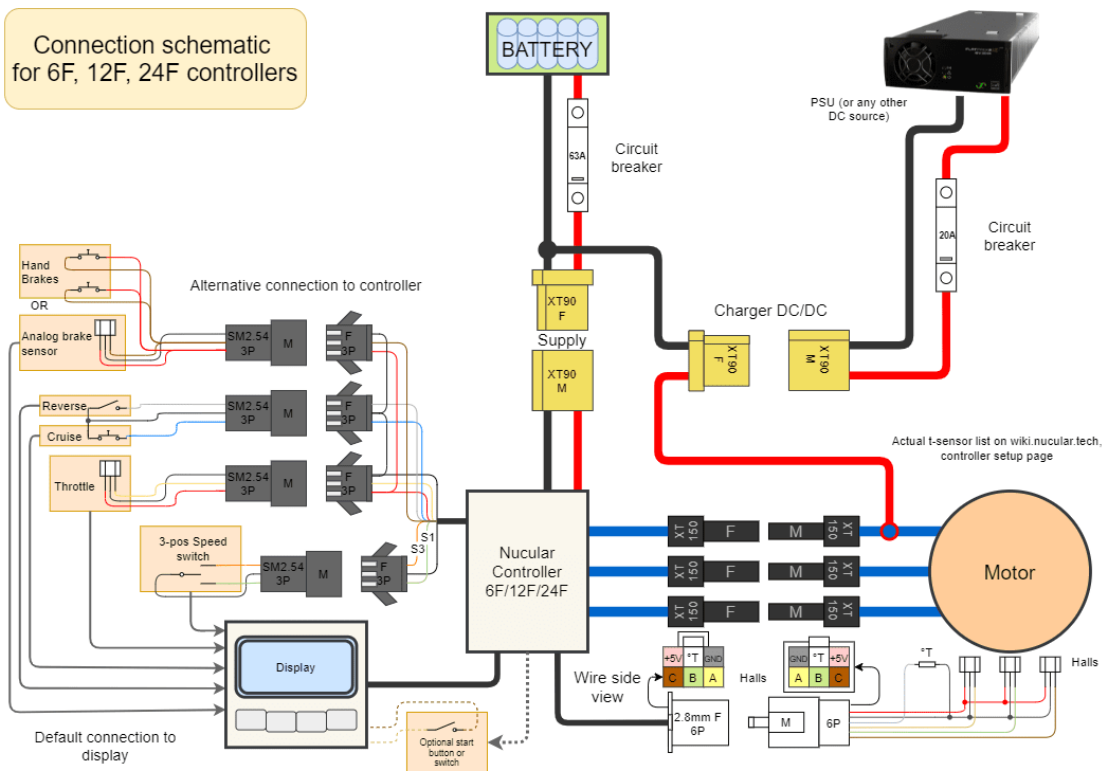 Connection schematic
for 6F, 12F, 24F controllers
BATTERY
PSU (or any other
DC source)
63A
Circuit
breaker
20A
Circuit
breaker
Hand
Brakes
OR
Analog brake
sensor
Alternative connection to controller
SM2.54
3P
M
F
3P
XT90
F
Supply
XT90
M
Charger DC/DC
XT90
F
XT90
M
Reverse
Cruise
SM2.54
3P
M
F
3P
Actual t-sensor list on wiki.nucular.tech,
controller setup page
Throttle
SM2.54
3P
M
F
3P
S1
S3
3-pos Speed
switch
SM2.54
3P
M
F
3P
Nucular
Controller
6F/12F/24F
XT
150
F
M
XT
150
XT
150
F
M
XT
150
XT
150
F
M
XT
150
Motor
Display
Wire side
view
+5V
°T
GND
C
B
A
Halls
GND
°T
+5V
A
B
C
°T
Halls
2.8mm F
6P
M
6P
Default connection to
display
Optional start
button or
switch